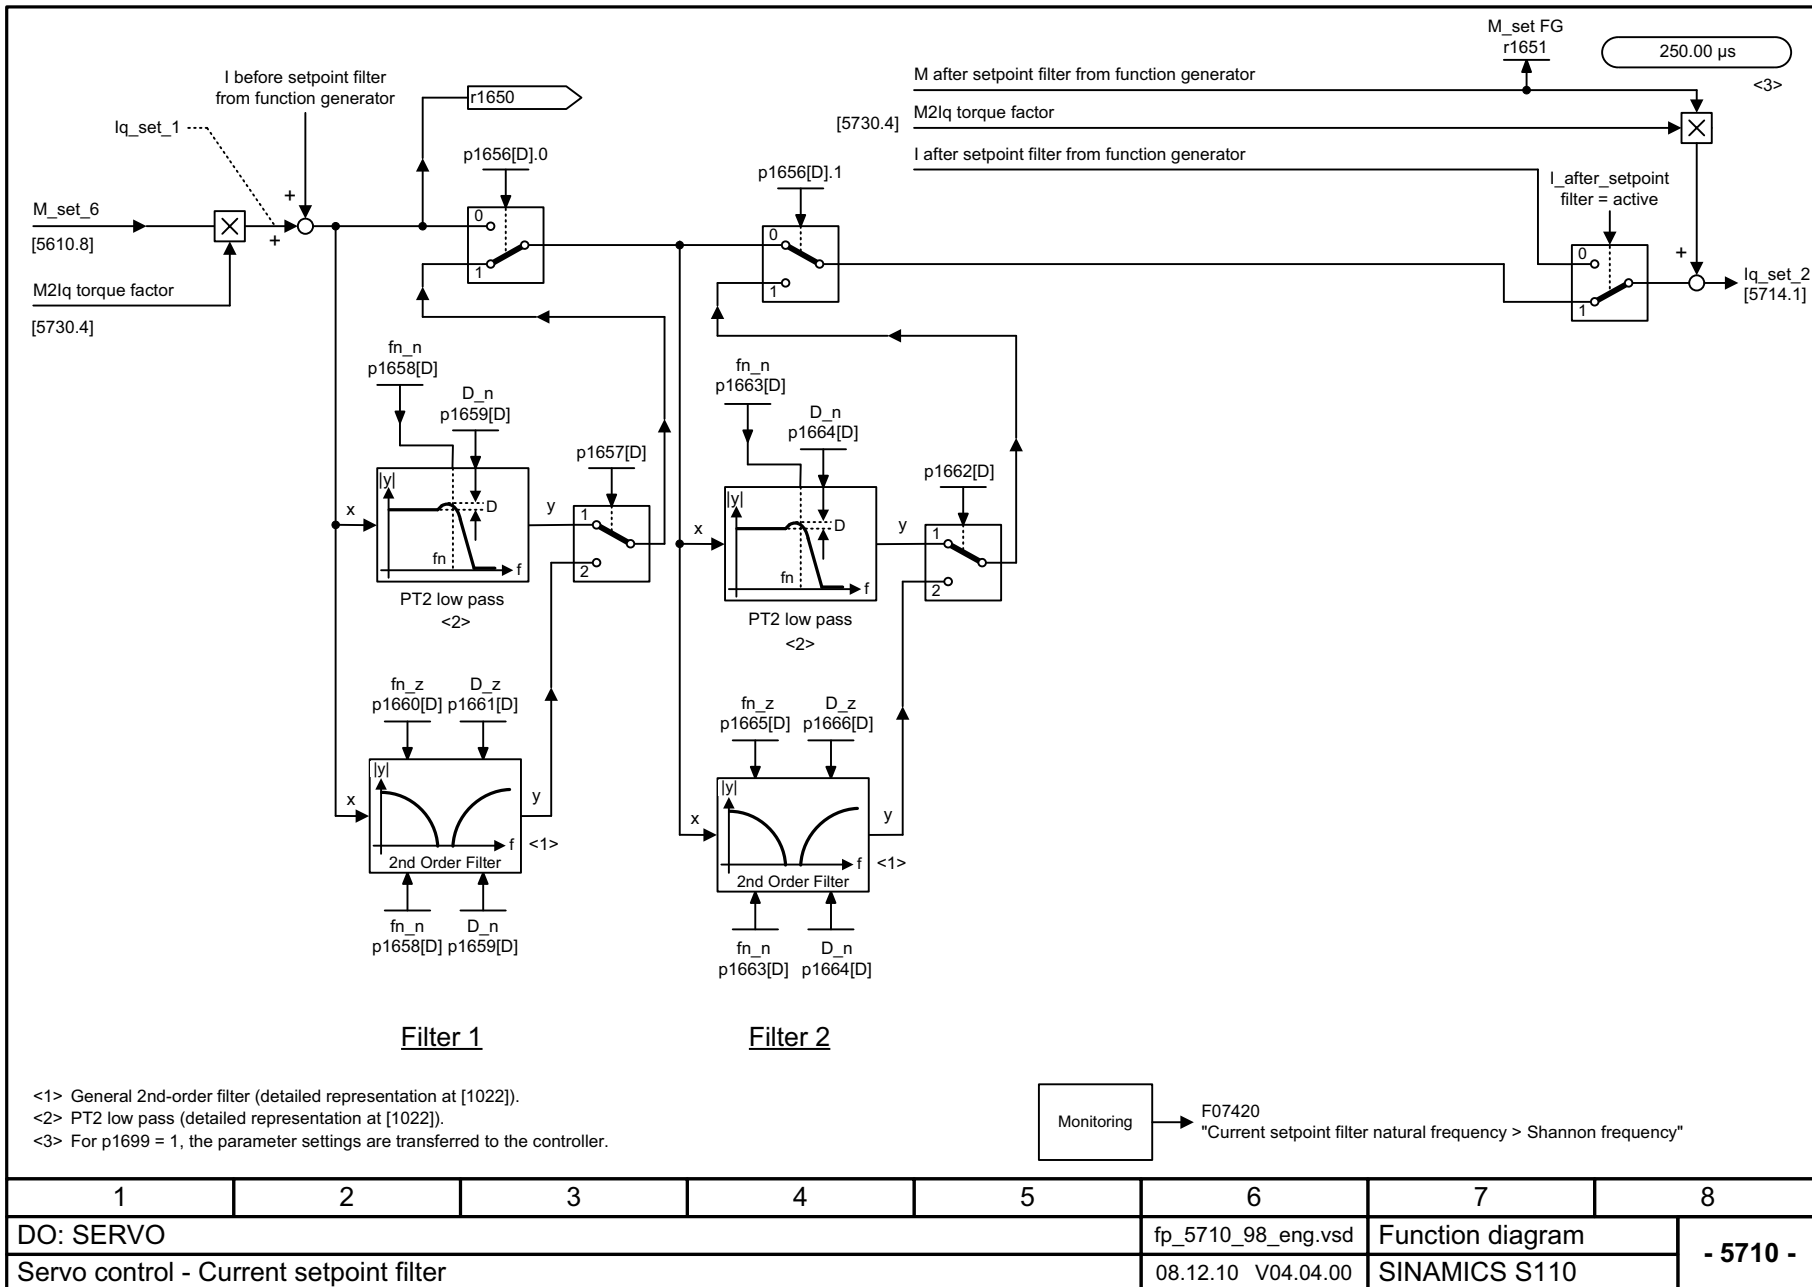 M_set FG
r1651
250.00 µs
<3>
I before setpoint filter
from function generator
r1650
M after setpoint filter from function generator
M2Iq torque factor
[5730.4]
I after setpoint filter from function generator
Iq_set_1
p1656[D].0
p1656[D].1
I_after_setpoint
filter = active
M_set_6
[5610.8]
+
+
0
1
0
1
0
1
+
Iq_set_2
[5714.1]
M2Iq torque factor
[5730.4]
fn_n
p1658[D]
D_n
p1659[D]
p1657[D]
fn_n
p1663[D]
D_n
p1664[D]
p1662[D]
|y|
x
D
fn
f
y
1
2
PT2 low pass
<2>
|y|
x
D
fn
f
y
1
2
PT2 low pass
<2>
fn_z
p1660[D]
D_z
p1661[D]
|y|
x
f
y
<1>
2nd Order Filter
fn_n
p1658[D]
D_n
p1659[D]
fn_z
p1665[D]
D_z
p1666[D]
|y|
x
f
y
<1>
2nd Order Filter
fn_n
p1663[D]
D_n
p1664[D]
Filter 1
Filter 2
<1> General 2nd-order filter (detailed representation at [1022]).
<2> PT2 low pass (detailed representation at [1022]).
<3> For p1699 = 1, the parameter settings are transferred to the controller.
Monitoring
F07420
"Current setpoint filter natural frequency > Shannon frequency"
1 2 3 4 5 6 7 8
DO: SERVO
fp_5710_98_eng.vsd
Function diagram
- 5710 -
Servo control - Current setpoint filter
08.12.10 V04.04.00
SINAMICS S110